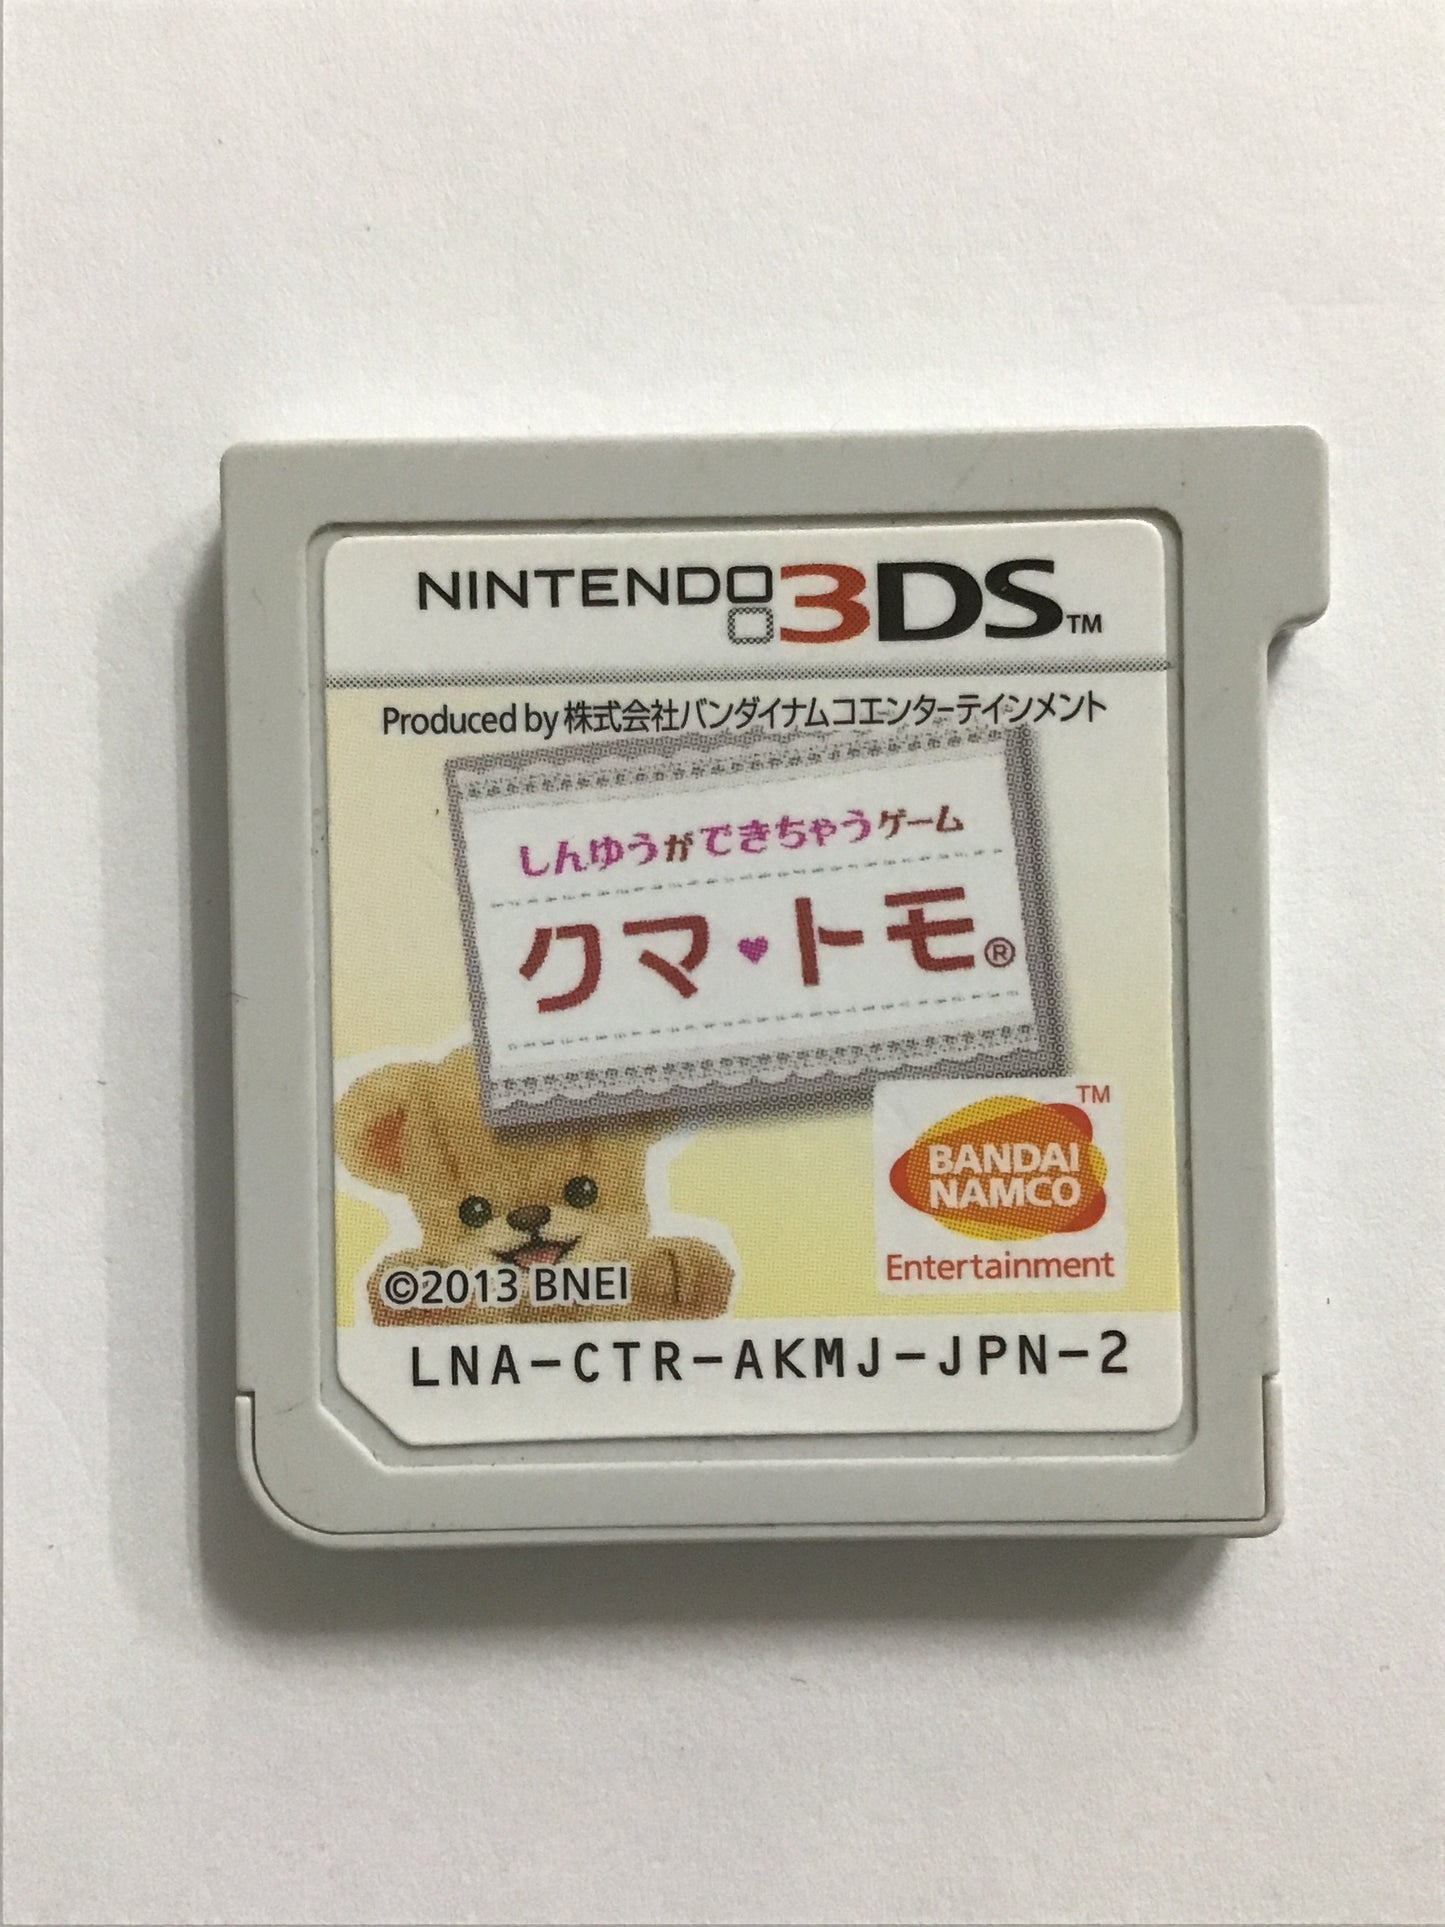 NINTENDO 3DS™
Produced by 株式会社バンダイナムコエンターテインメント
しんゆうができちゃうゲーム
クマ♥トモ®
TM
BANDAI
NAMCO
Entertainment
©2013 BNEI
LNA-CTR-AKMJ-JPN-2